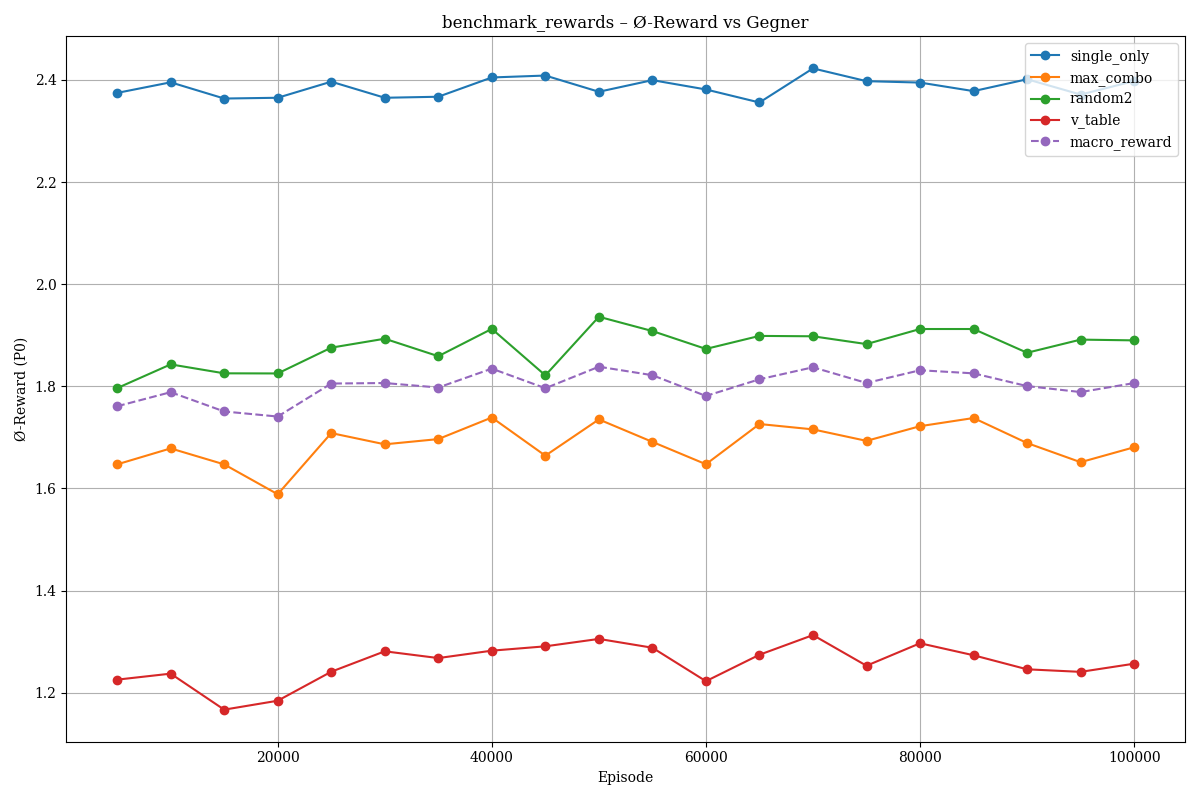 benchmark_rewards – Ø-Reward vs Gegner
single_only
max_combo
random2
v_table
macro_reward
Ø-Reward (P0)
2.4
2.2
2.0
1.8
1.6
1.4
1.2
20000
40000
60000
80000
100000
Episode